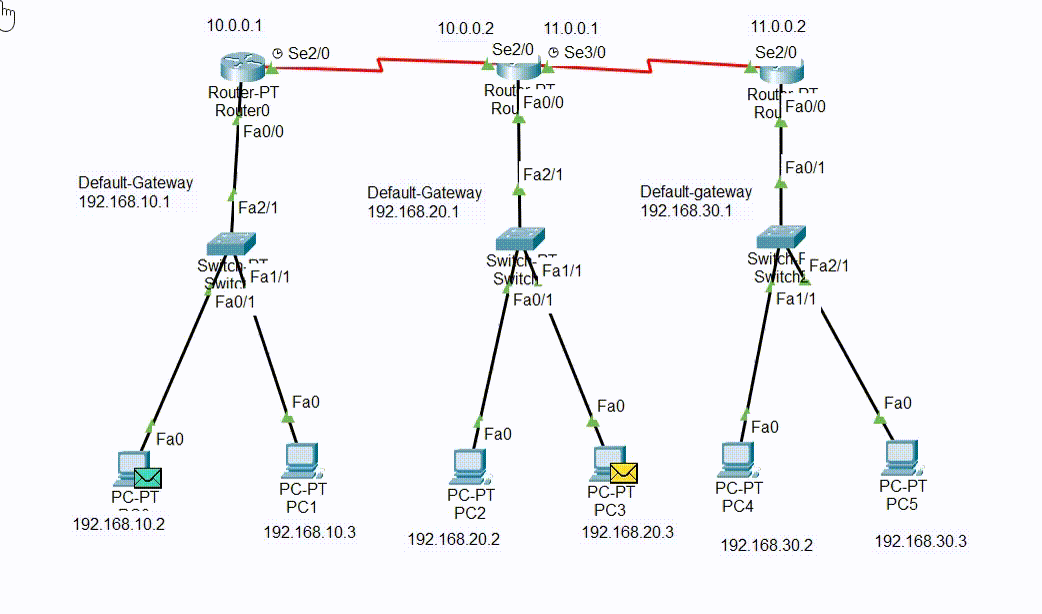 10.0.0.1
10.0.0.2
11.0.0.1
11.0.0.2
Se2/0
Se2/0
Se3/0
Se2/0
Router-PT
Router0
Fa0/0
Fa0/0
Fa0/0
Default-Gateway
192.168.10.1
Fa2/1
Default-Gateway
192.168.20.1
Fa2/1
Default-gateway
192.168.30.1
Fa0/1
Fa1/1
Fa0/1
Fa1/1
Fa0/1
Fa2/1
Fa1/1
Fa0
Fa0
Fa0
Fa0
Fa0
Fa0
PC-PT
192.168.10.2
PC-PT
PC1
192.168.10.3
PC-PT
PC2
192.168.20.2
PC-PT
PC3
192.168.20.3
PC-PT
PC4
192.168.30.2
PC-PT
PC5
192.168.30.3